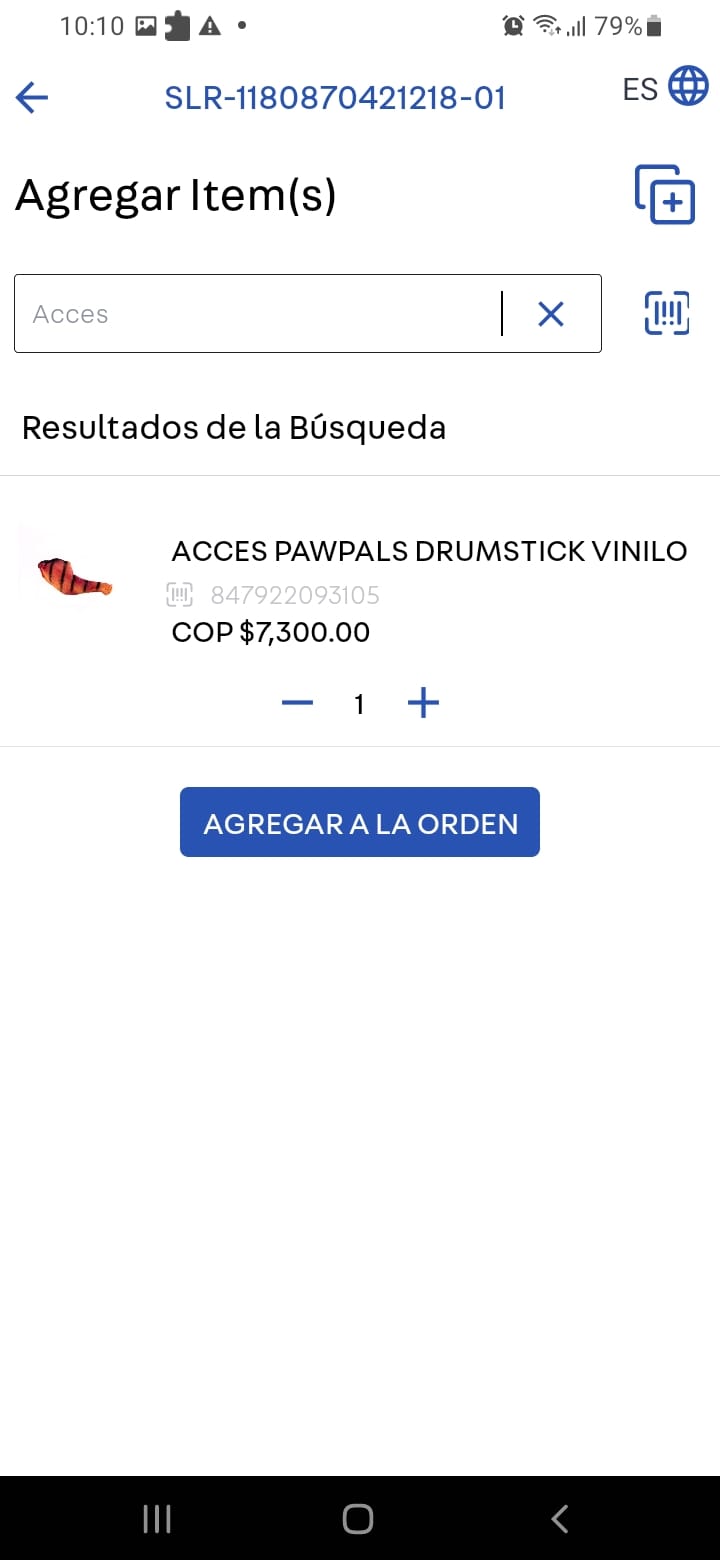 10:10
79%
SLR-1180870421218-01
ES
Agregar Item(s)
Acces
Resultados de la Búsqueda
ACCES PAWPALS DRUMSTICK VINILO
847922093105
COP $7,300.00
1
AGREGAR A LA ORDEN